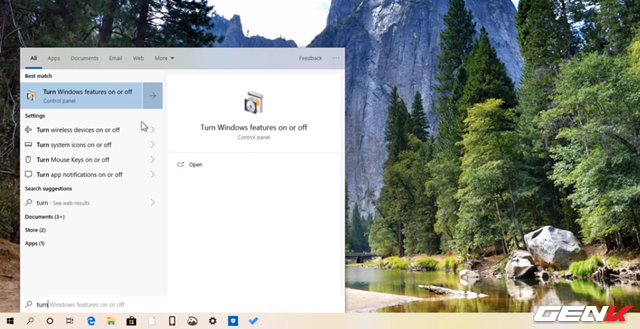 All Apps Documents Email Web More Feedback ...
Best match
Turn Windows features on or off
Control panel
Settings
Turn wireless devices on or off
Turn system icons on or off
Turn Mouse Keys on or off
Turn app notifications on or off
Search suggestions
turn - See web results
Documents (3+)
Store (2)
Apps (1)
Turn Windows features on or off
Control panel
Open
turn Windows features on or off
GENK